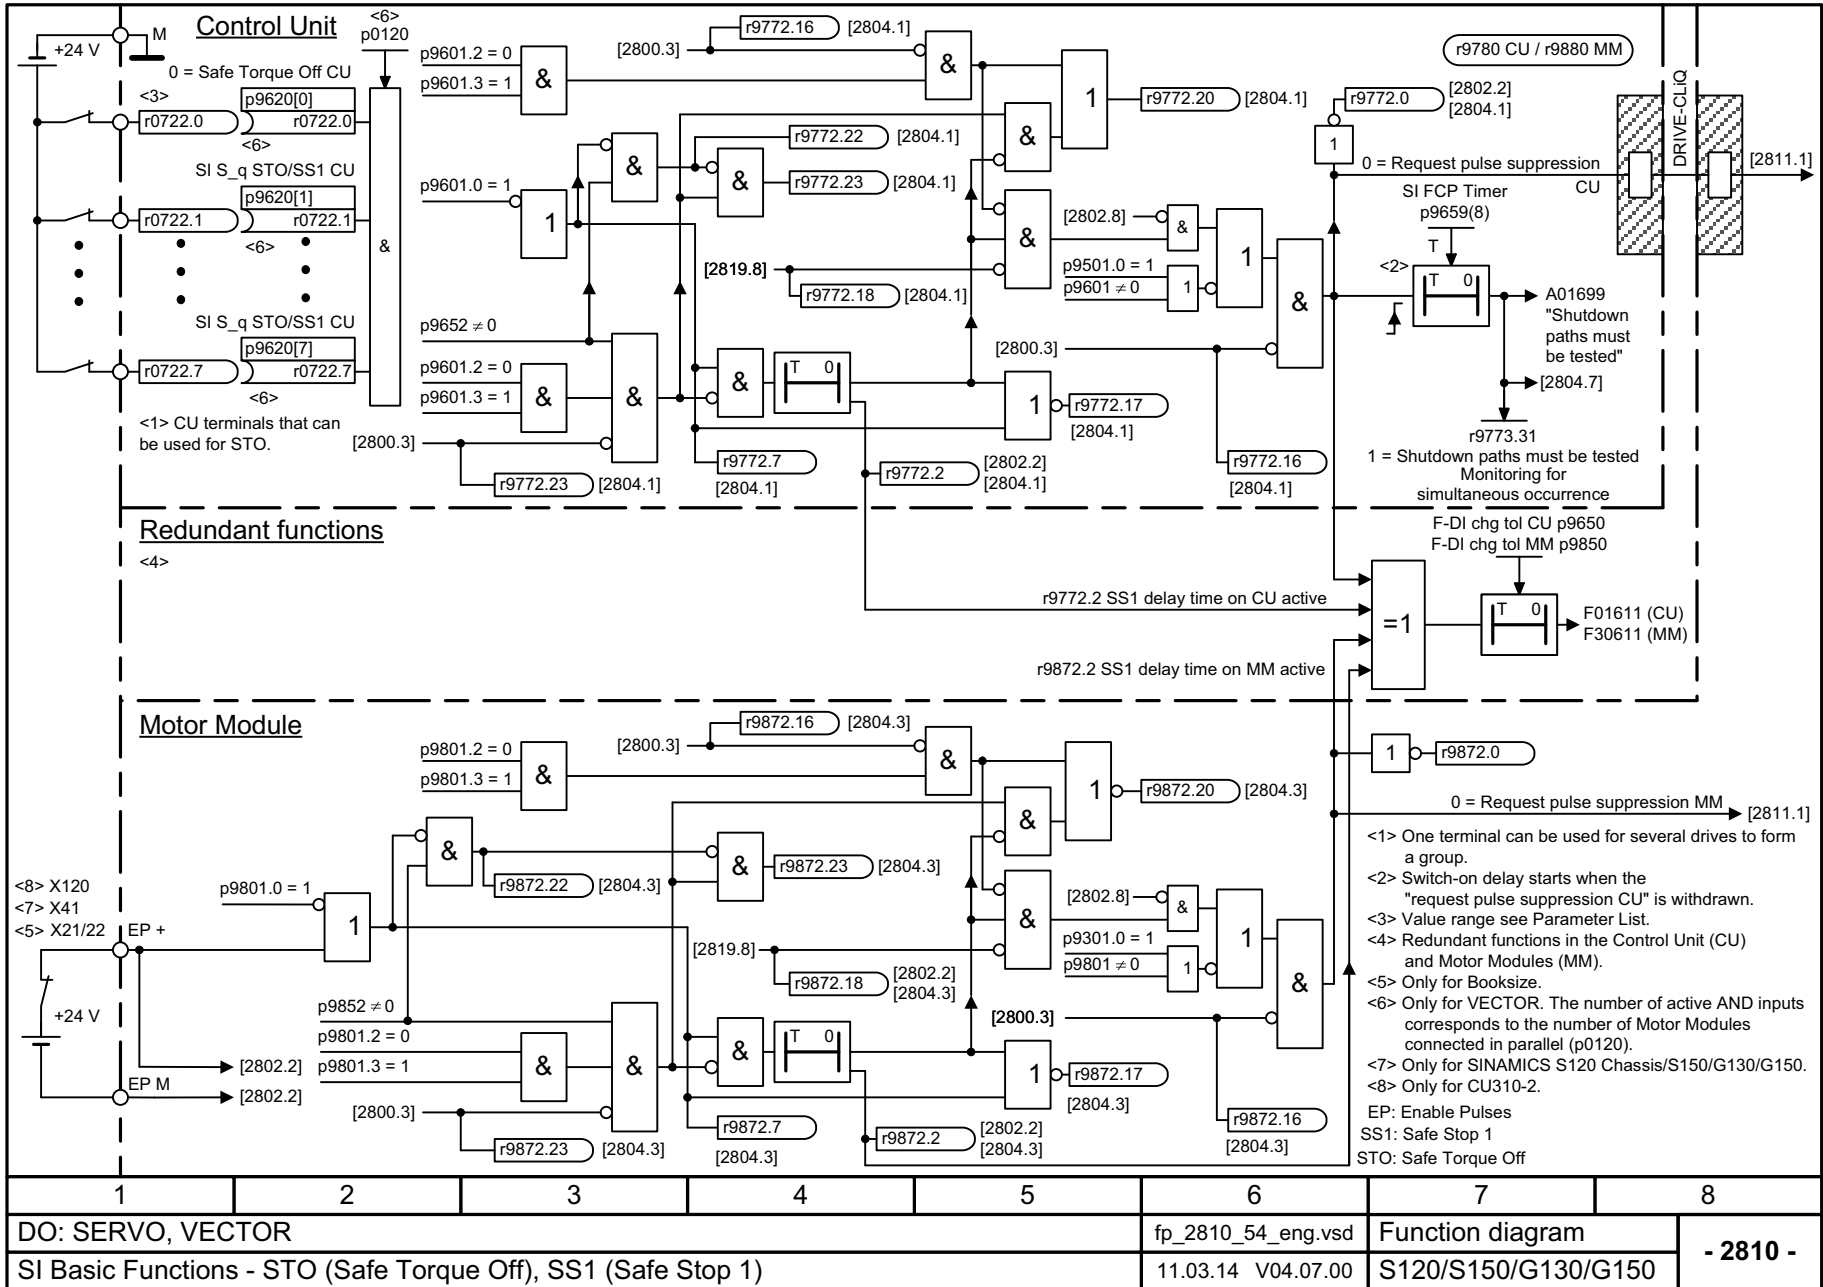 Control Unit
<6>
p0120
M
+24 V
0 = Safe Torque Off CU
<3>
p9620[0]
r0722.0
r0722.0
<6>
SI S_q STO/SS1 CU
p9620[1]
r0722.1
r0722.1
<6>
SI S_q STO/SS1 CU
p9620[7]
r0722.7
r0722.7
<6>
<1> CU terminals that can
be used for STO.
&
p9601.2 = 0
p9601.3 = 1
&
[2800.3]
r9772.16
[2804.1]
&
1
r9772.20
[2804.1]
p9601.0 = 1
1
&
r9772.22
[2804.1]
&
r9772.23
[2804.1]
&
&
[2819.8]
r9772.18
[2804.1]
p9652 ≠ 0
p9601.2 = 0
p9601.3 = 1
&
&
[2800.3]
r9772.23
[2804.1]
&
T 0
r9772.7
[2804.1]
r9772.2
[2802.2]
[2804.1]
1
r9772.17
[2804.1]
[2802.8]
&
p9501.0 = 1
p9601 ≠ 0
1
1
&
[2800.3]
r9772.16
[2804.1]
r9780 CU / r9880 MM
r9772.0
[2802.2]
[2804.1]
1
0 = Request pulse suppression
CU
DRIVE-CLiQ
[2811.1]
SI FCP Timer
p9659(8)
T
<2>
T 0
A01699
"Shutdown
paths must
be tested"
[2804.7]
r9773.31
1 = Shutdown paths must be tested
Monitoring for
simultaneous occurrence
Redundant functions
<4>
F-DI chg tol CU p9650
F-DI chg tol MM p9850
r9772.2 SS1 delay time on CU active
r9872.2 SS1 delay time on MM active
=1
T 0
F01611 (CU)
F30611 (MM)
Motor Module
p9801.2 = 0
p9801.3 = 1
&
[2800.3]
r9872.16
[2804.3]
&
1
r9872.20
[2804.3]
1
r9872.0
0 = Request pulse suppression MM
[2811.1]
<8> X120
<7> X41
<5> X21/22
EP +
+24 V
EP M
[2802.2]
[2802.2]
p9801.0 = 1
1
&
r9872.22
[2804.3]
&
r9872.23
[2804.3]
&
&
[2819.8]
r9872.18
[2802.2]
[2804.3]
p9852 ≠ 0
p9801.2 = 0
p9801.3 = 1
&
&
[2800.3]
r9872.23
[2804.3]
&
T 0
r9872.7
[2804.3]
r9872.2
[2802.2]
[2804.3]
1
r9872.17
[2804.3]
[2802.8]
&
p9301.0 = 1
p9801 ≠ 0
1
1
&
[2800.3]
r9872.16
[2804.3]
<1> One terminal can be used for several drives to form
a group.
<2> Switch-on delay starts when the
"request pulse suppression CU" is withdrawn.
<3> Value range see Parameter List.
<4> Redundant functions in the Control Unit (CU)
and Motor Modules (MM).
<5> Only for Booksize.
<6> Only for VECTOR. The number of active AND inputs
corresponds to the number of Motor Modules
connected in parallel (p0120).
<7> Only for SINAMICS S120 Chassis/S150/G130/G150.
<8> Only for CU310-2.
EP: Enable Pulses
SS1: Safe Stop 1
STO: Safe Torque Off
1 2 3 4 5 6 7 8
DO: SERVO, VECTOR
fp_2810_54_eng.vsd
Function diagram
- 2810 -
SI Basic Functions - STO (Safe Torque Off), SS1 (Safe Stop 1)
11.03.14 V04.07.00
S120/S150/G130/G150